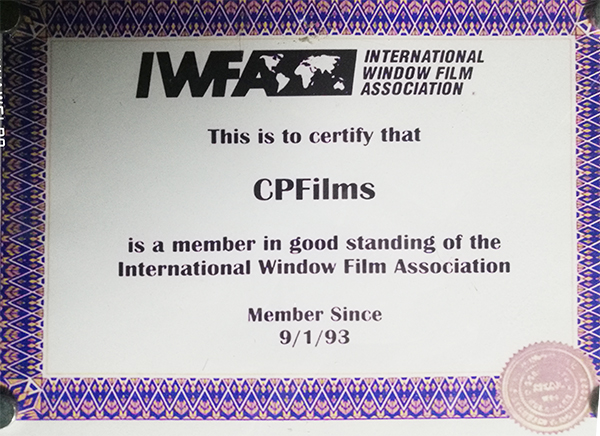 IWFA
INTERNATIONAL
WINDOW FILM
ASSOCIATION
This is to certify that
CPFilms
is a member in good standing of the
International Window Film Association
Member Since
9/1/93